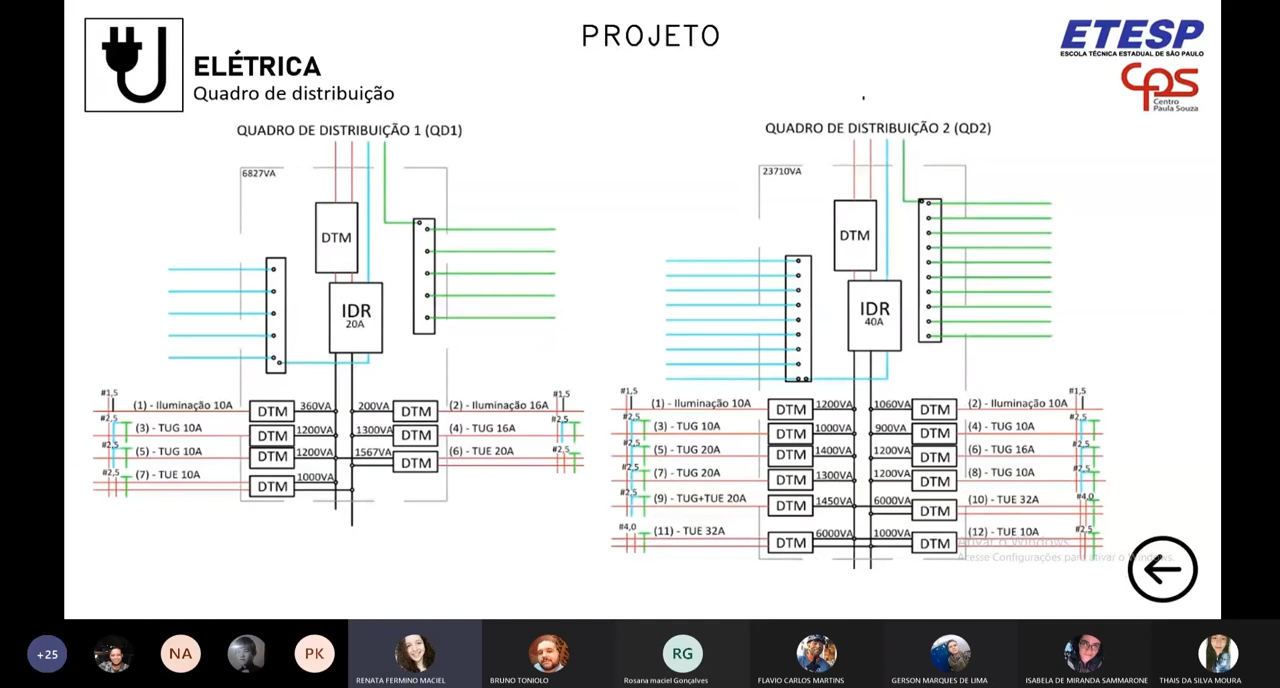 PROJETO
ELÉTRICA
Quadro de distribuição
ETESP
ESCOLA TÉCNICA ESTADUAL DE SÃO PAULO
cps
Centro
Paula Souza
QUADRO DE DISTRIBUIÇÃO 1 (QD1)
6827VA
DTM
IDR
20A
#1,5
(1) - Iluminação 10A
DTM
360VA
200VA
DTM
(2) - Iluminação 16A
#1,5
#2,5
(3) - TUG 10A
DTM
1200VA
1300VA
DTM
(4) - TUG 16A
#2,5
#2,5
(5) - TUG 10A
DTM
1200VA
1567VA
DTM
(6) - TUE 20A
#2,5
#2,5
(7) - TUE 10A
DTM
1000VA
QUADRO DE DISTRIBUIÇÃO 2 (QD2)
23710VA
DTM
IDR
40A
#1,5
(1) - Iluminação 10A
DTM
1200VA
1060VA
DTM
(2) - Iluminação 10A
#1,5
#2,5
(3) - TUG 10A
DTM
1000VA
900VA
DTM
(4) - TUG 10A
#2,5
#2,5
(5) - TUG 20A
DTM
1400VA
1200VA
DTM
(6) - TUG 16A
#2,5
#2,5
(7) - TUG 20A
DTM
1300VA
1200VA
DTM
(8) - TUG 10A
#2,5
#2,5
(9) - TUG+TUE 20A
DTM
1450VA
6000VA
DTM
(10) - TUE 32A
#4,0
#4,0
(11) - TUE 32A
DTM
6000VA
1000VA
DTM
(12) - TUE 10A
#2,5
Ativar o Windows
Acesse Configurações para ativar o Windows.
+25
NA
PK
RENATA FERMINO MACIEL
BRUNO TONIOLO
RG
Rosana maciel Gonçalves
FLAVIO CARLOS MARTINS
GERSON MARQUES DE LIMA
ISABELA DE MIRANDA SAMMARONE
THAIS DA SILVA MOURA